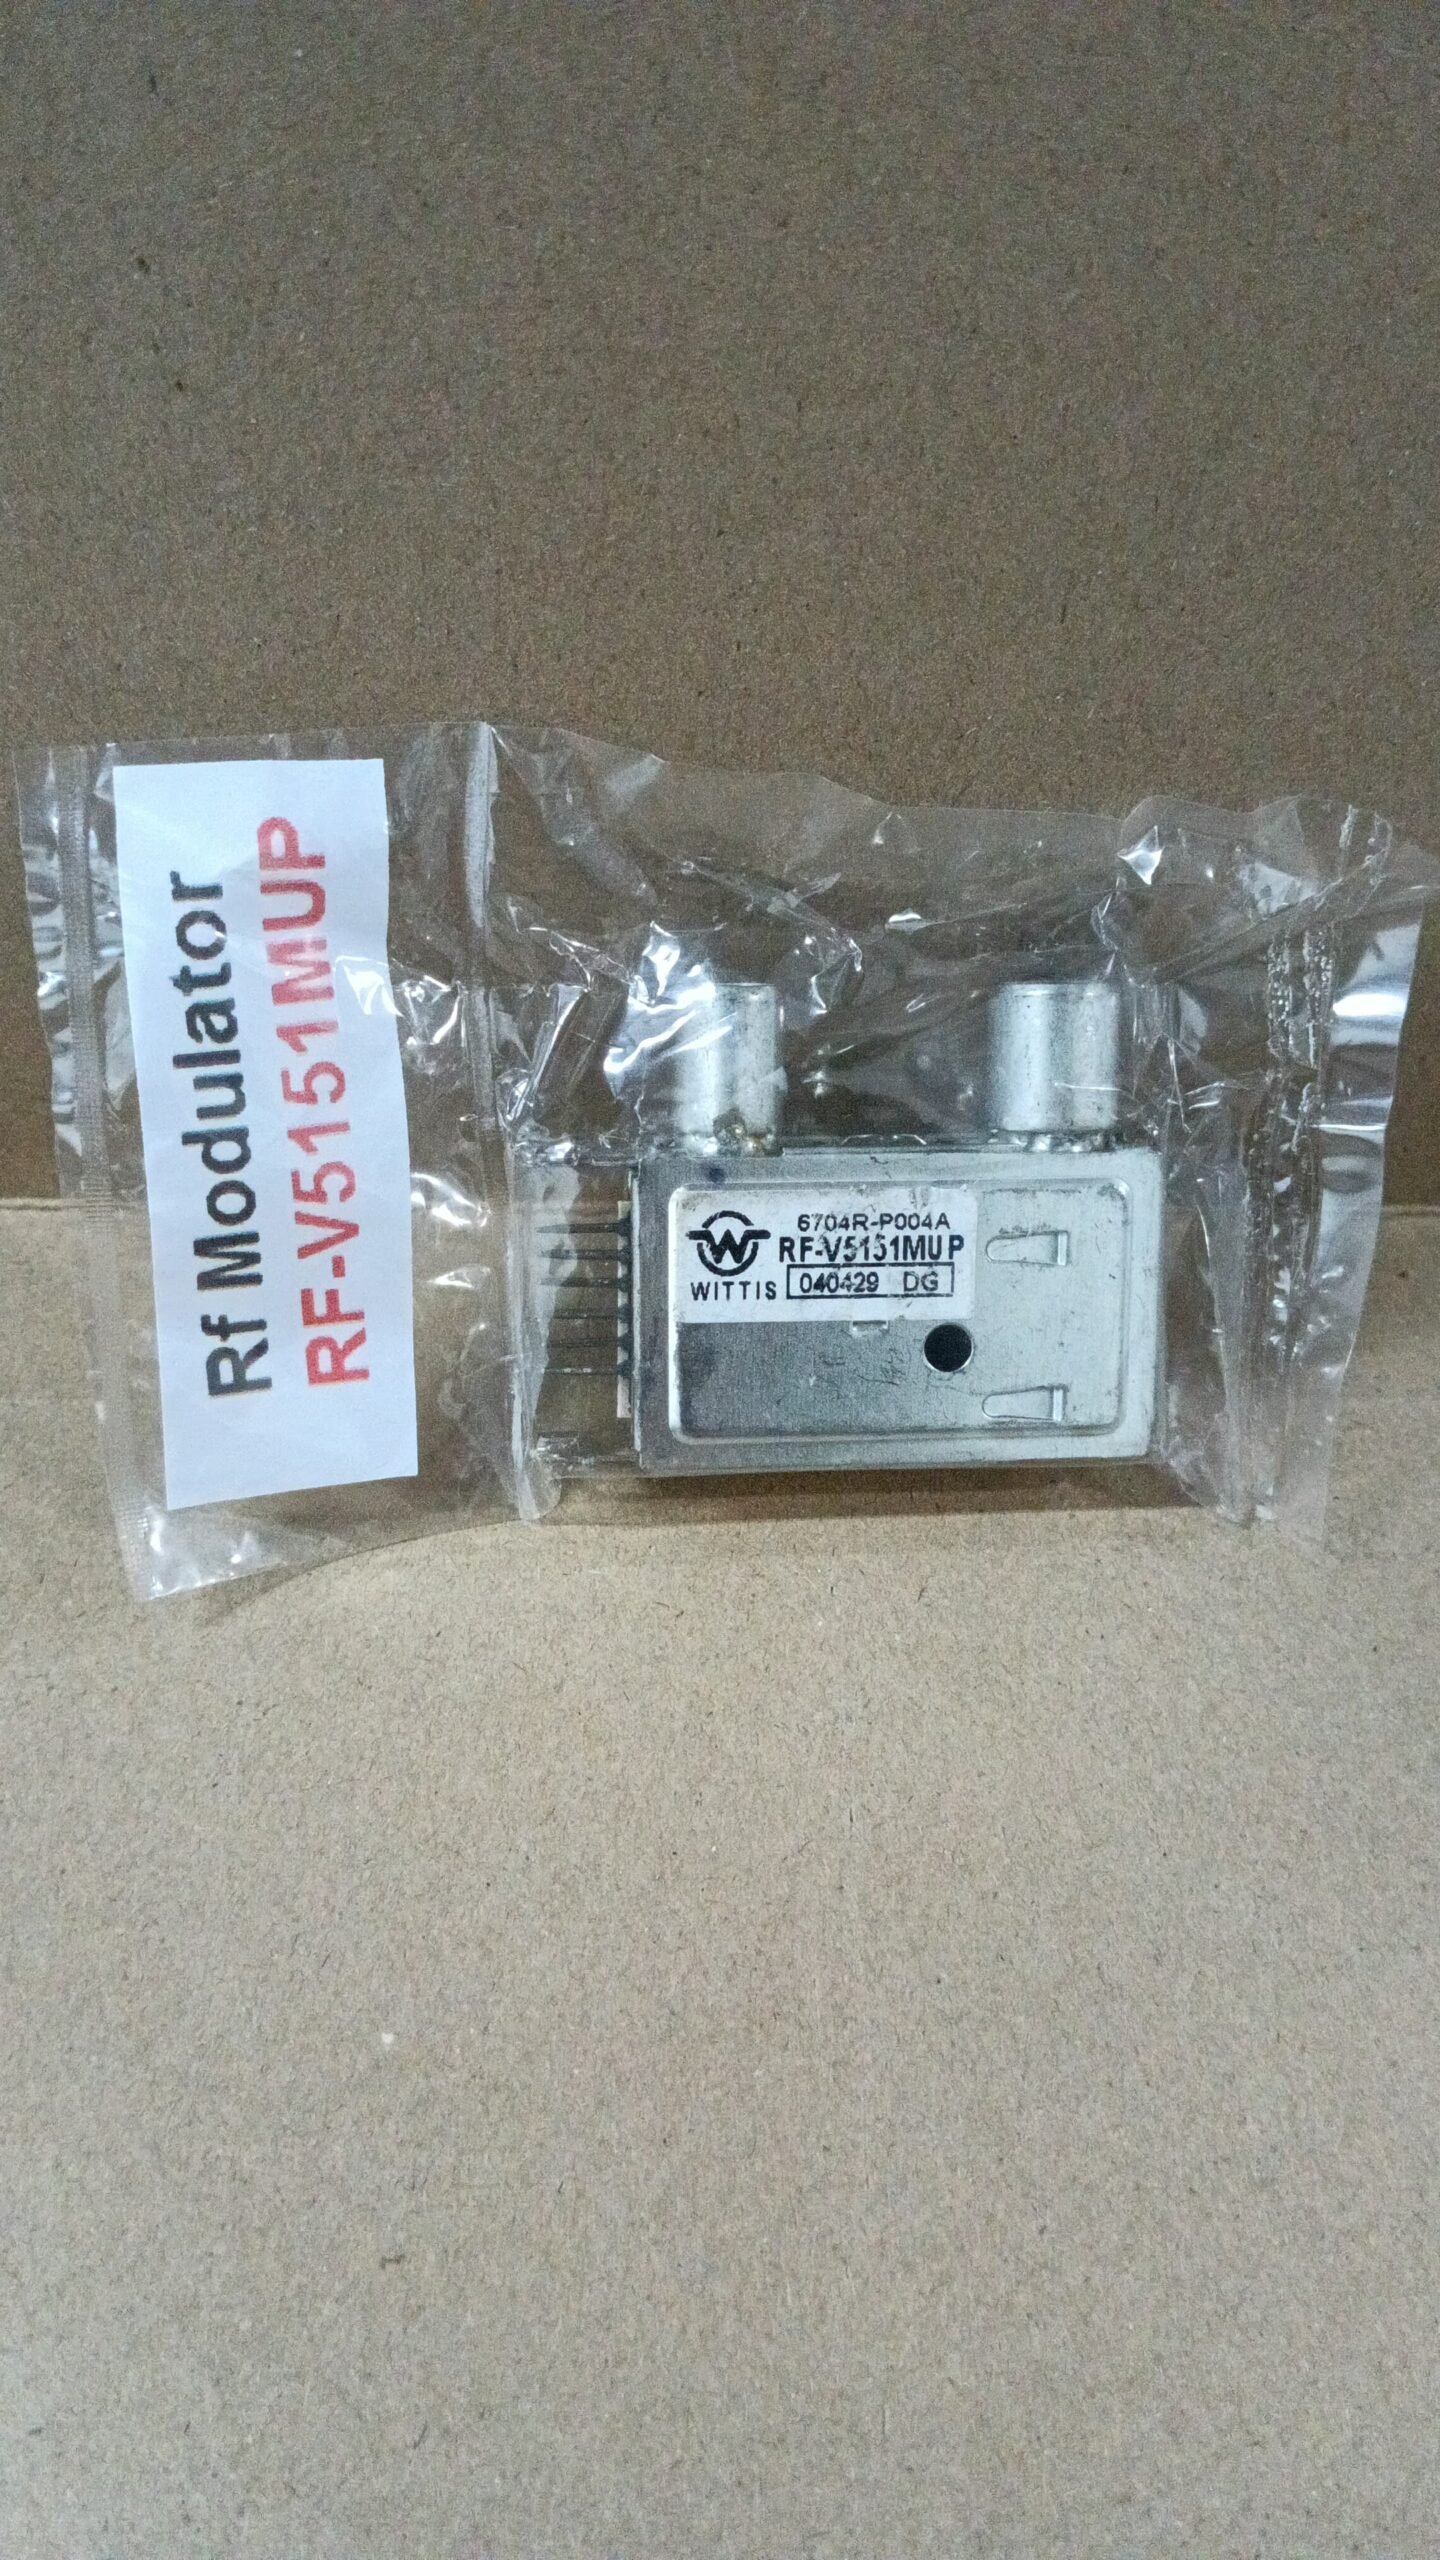 Rf Modulator
RF-V5151MUP
6704R-P004A
RF-V5151MUP
WITTIS
040429 DG